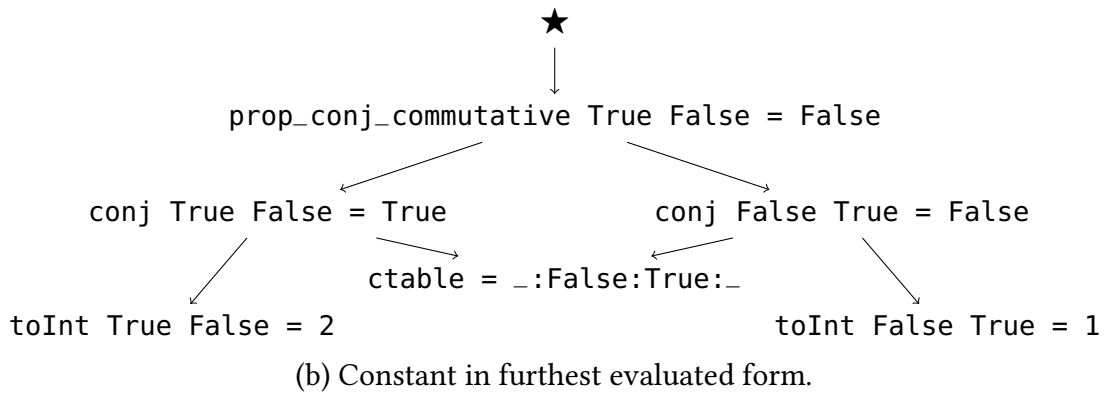 ★
prop_conj_commutative True False = False
conj True False = True
conj False True = False
ctable = _:False:True:_
toInt True False = 2
toInt False True = 1
(b) Constant in furthest evaluated form.